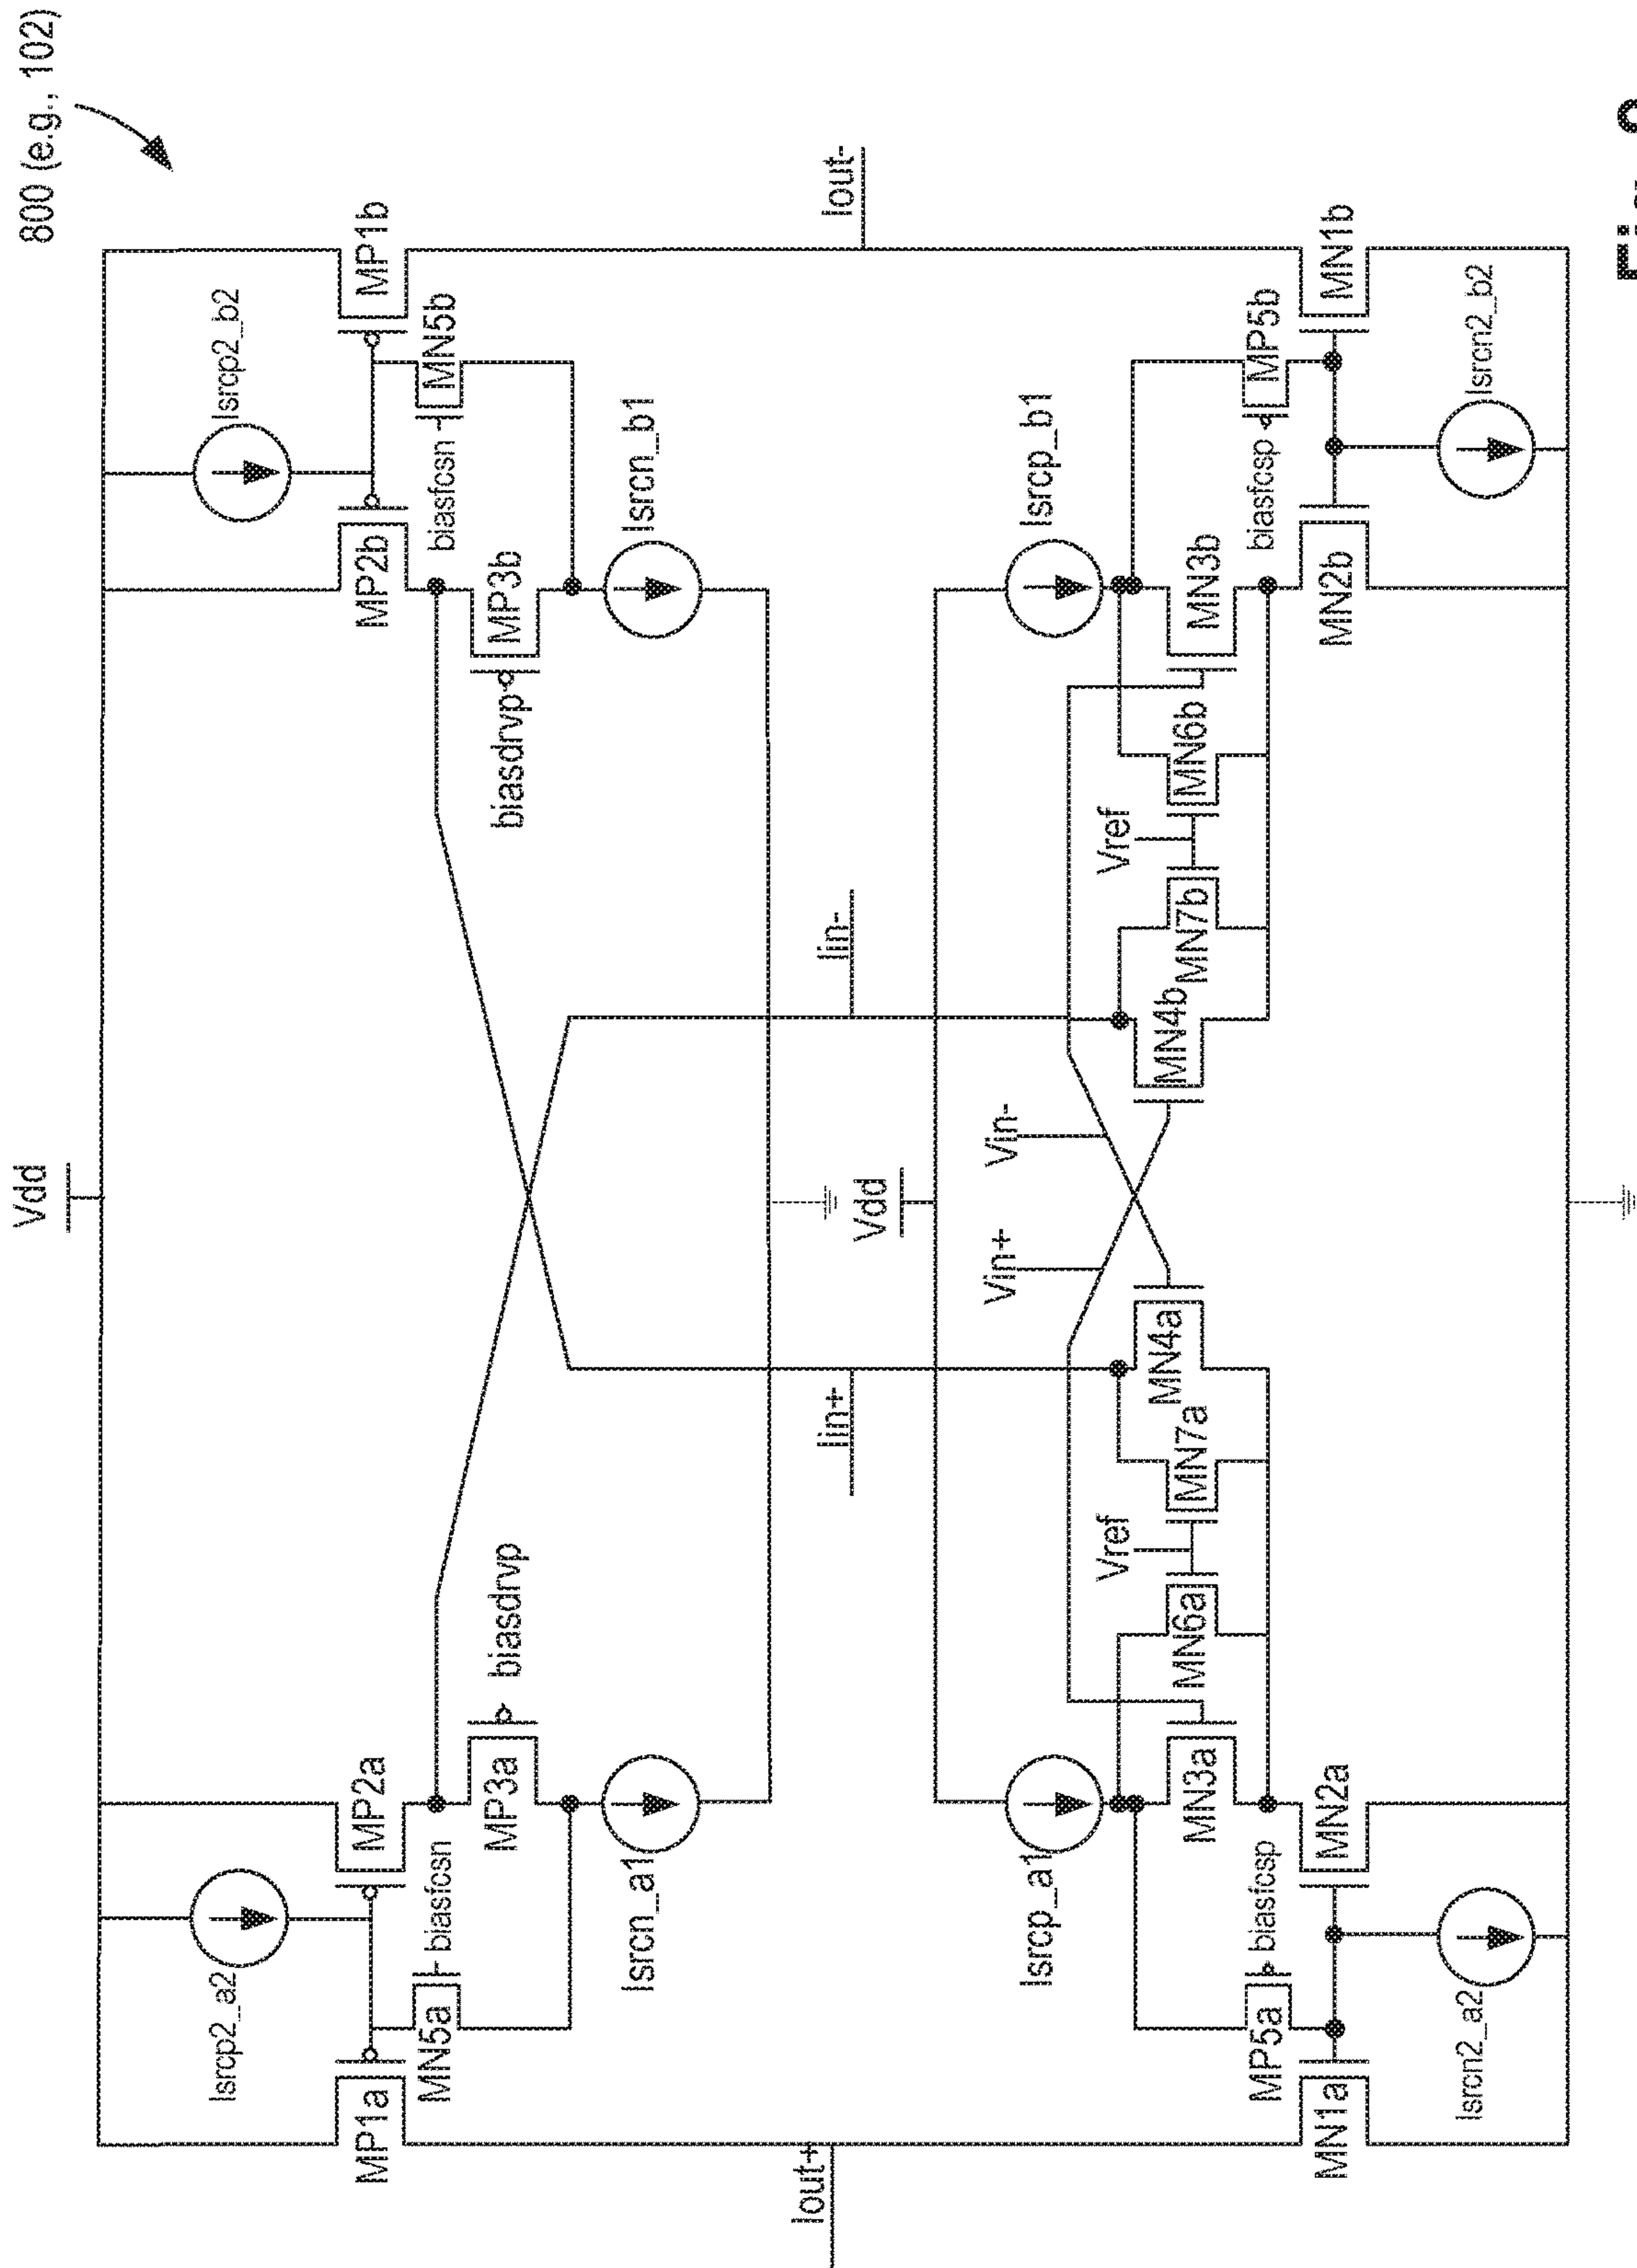 800 (e.g., 102)
Vdd
Isrcp2_a2
Isrcp2_b2
MP1a
MP2a
MP2b
MP1b
MN5a
biasfcsn
biasfcsn
MN5b
MP3a
biasdrvp
biasdrvp
MP3b
Isrcn_a1
Isrcn_b1
Iout+
Iin+
Iin-
Iout-
Vdd
Isrcp_a1
Vin+
Vin-
Isrcp_b1
Vref
Vref
MN3a
MN6a
MN7a
MN4a
MN4b
MN7b
MN6b
MN3b
MP5a
biasfcsp
biasfcsp
MP5b
MN1a
MN2a
MN2b
MN1b
Isrcn2_a2
Isrcn2_b2